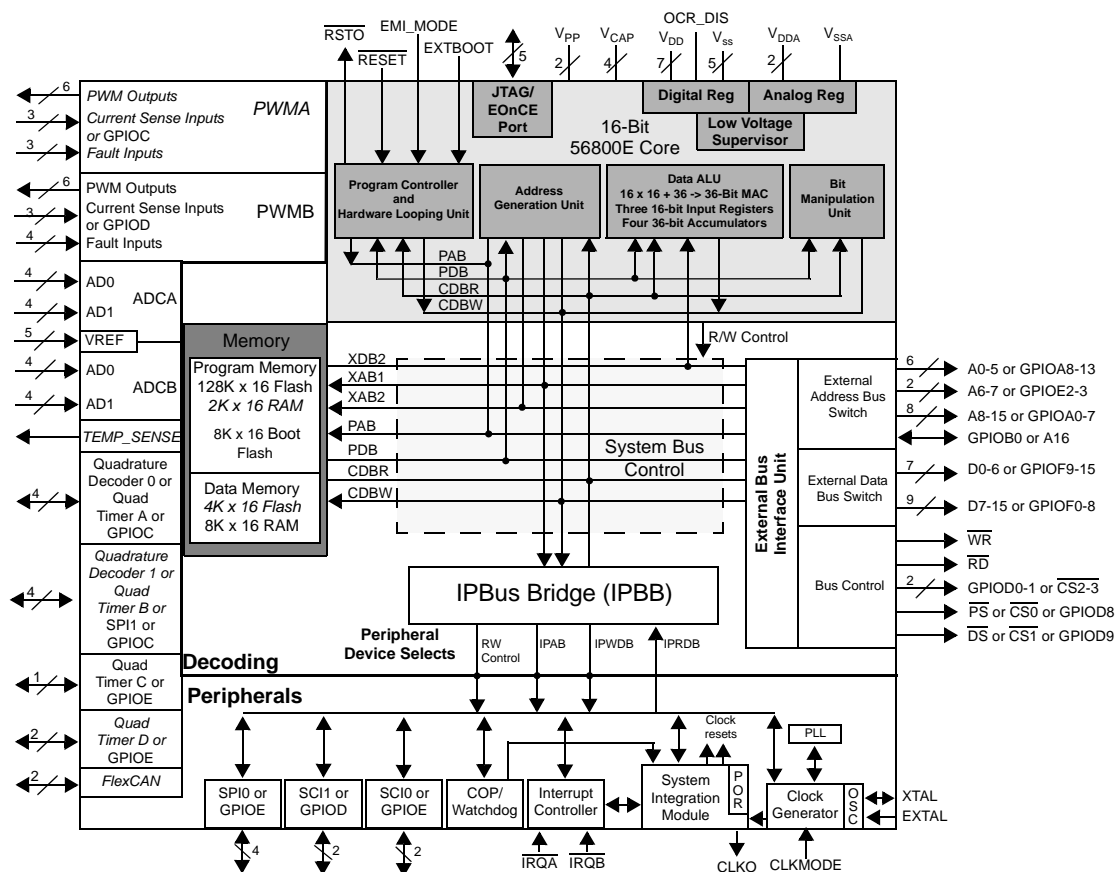 RSTO
EMI_MODE
RESET
EXTBOOT
5
VPP
2
VCAP
4
OCR_DIS
VDD
7
Vss
5
VDDA
2
VSSA
6
PWM Outputs
PWMA
3
Current Sense Inputs
or GPIOC
3
Fault Inputs
6
PWM Outputs
PWMB
3
Current Sense Inputs
or GPIOD
4
Fault Inputs
4
AD0
ADCA
4
AD1
5
VREF
4
AD0
ADCB
4
AD1
TEMP_SENSE
4
Quadrature
Decoder 0 or
Quad
Timer A or
GPIOC
4
Quadrature
Decoder 1 or
Quad
Timer B or
SPI1 or
GPIOC
1
Quad
Timer C or
GPIOE
2
Quad
Timer D or
GPIOE
2
FlexCAN
JTAG/
EOnCE
Port
Digital Reg
Analog Reg
Low Voltage
Supervisor
16-Bit
56800E Core
Program Controller
and
Hardware Looping Unit
Address
Generation Unit
Data ALU
16 x 16 + 36 -> 36-Bit MAC
Three 16-bit Input Registers
Four 36-bit Accumulators
Bit
Manipulation
Unit
PAB
PDB
CDBR
CDBW
R/W Control
Memory
Program Memory
128K x 16 Flash
2K x 16 RAM
8K x 16 Boot
Flash
Data Memory
4K x 16 Flash
8K x 16 RAM
XDB2
XAB1
XAB2
PAB
PDB
CDBR
CDBW
System Bus
Control
External Bus
Interface Unit
External
Address Bus
Switch
External Data
Bus Switch
Bus Control
6
A0-5 or GPIOA8-13
2
A6-7 or GPIOE2-3
8
A8-15 or GPIOA0-7
GPIOB0 or A16
7
D0-6 or GPIOF9-15
9
D7-15 or GPIOF0-8
WR
RD
2
GPIOD0-1 or CS2-3
PS or CS0 or GPIOD8
DS or CS1 or GPIOD9
IPBus Bridge (IPBB)
Peripheral
Device Selects
RW
Control
IPAB
IPWDB
IPRDB
Decoding
Peripherals
Clock
resets
PLL
SPI0 or
GPIOE
SCI1 or
GPIOD
SCI0 or
GPIOE
COP/
Watchdog
Interrupt
Controller
System
Integration
Module
POR
Clock
Generator
OSC
XTAL
EXTAL
4
2
2
IRQA
IRQB
CLKO
CLKMODE